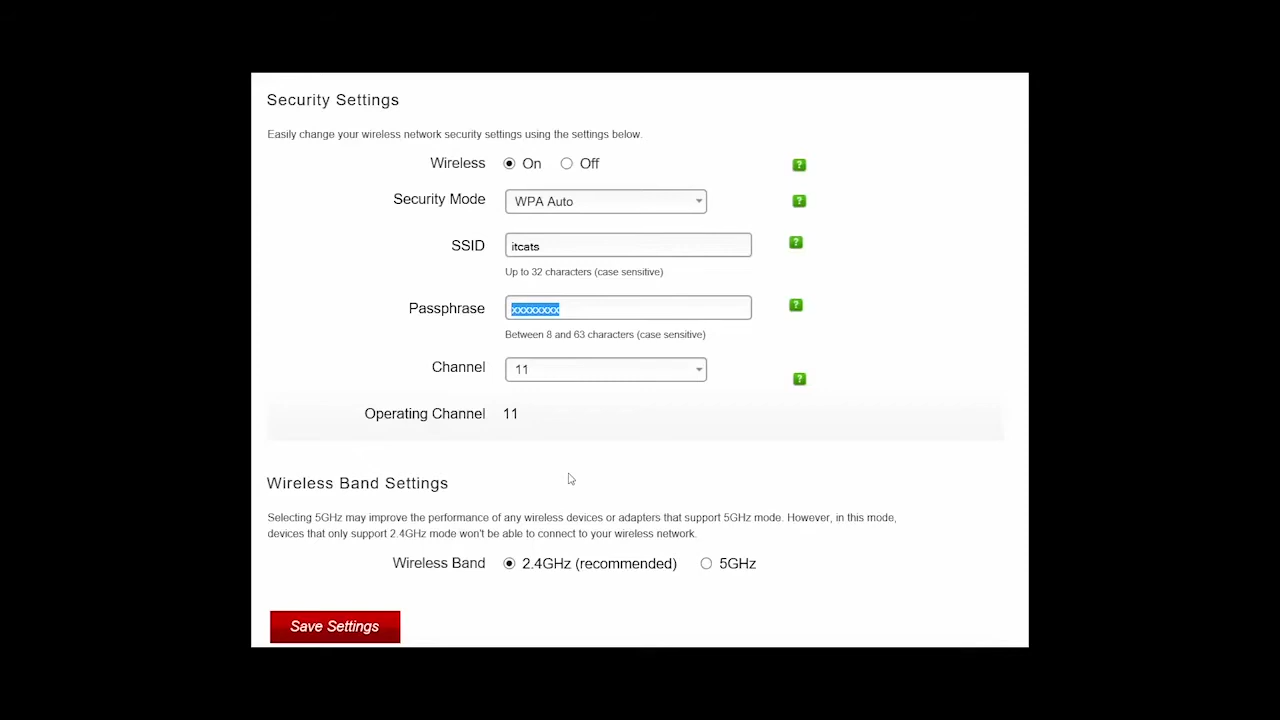 Security Settings
Easily change your wireless network security settings using the settings below.
Wireless On Off ?
Security Mode WPA Auto ?
SSID itcats ?
Up to 32 characters (case sensitive)
Passphrase xxxxxxxx ?
Between 8 and 63 characters (case sensitive)
Channel 11 ?
Operating Channel 11
Wireless Band Settings
Selecting 5GHz may improve the performance of any wireless devices or adapters that support 5GHz mode. However, in this mode,
devices that only support 2.4GHz mode won't be able to connect to your wireless network.
Wireless Band 2.4GHz (recommended) 5GHz
Save Settings